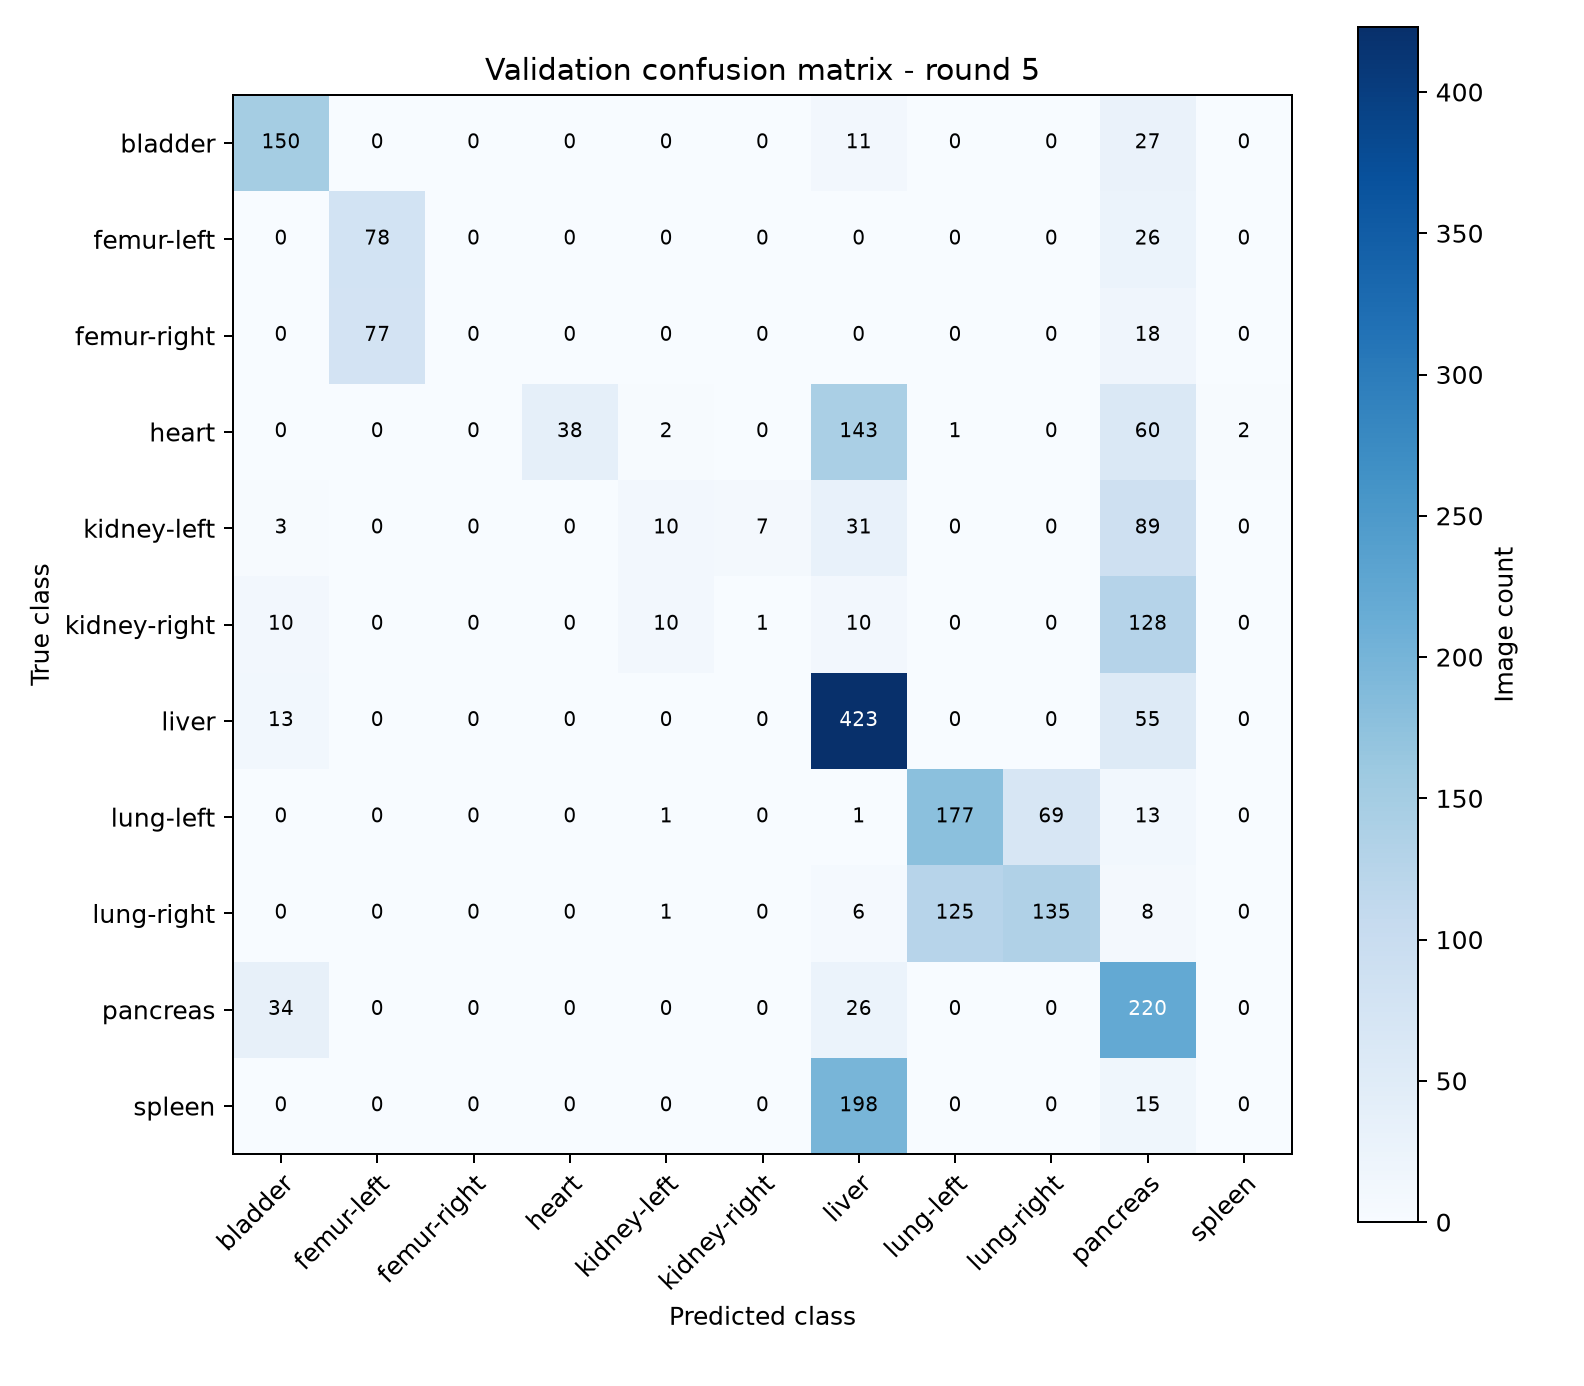 Validation confusion matrix - round 5
bladder 150 0 0 0 0 0 11 0 0 27 0
femur-left 0 78 0 0 0 0 0 0 0 26 0
femur-right 0 77 0 0 0 0 0 0 0 18 0
heart 0 0 0 38 2 0 143 1 0 60 2
kidney-left 3 0 0 0 10 7 31 0 0 89 0
kidney-right 10 0 0 0 10 1 10 0 0 128 0
liver 13 0 0 0 0 0 423 0 0 55 0
lung-left 0 0 0 0 1 0 1 177 69 13 0
lung-right 0 0 0 0 1 0 6 125 135 8 0
pancreas 34 0 0 0 0 0 26 0 0 220 0
spleen 0 0 0 0 0 0 198 0 0 15 0
bladder femur-left femur-right heart kidney-left kidney-right liver lung-left lung-right pancreas spleen
Predicted class
True class
400
350
300
250
200
150
100
50
0
Image count